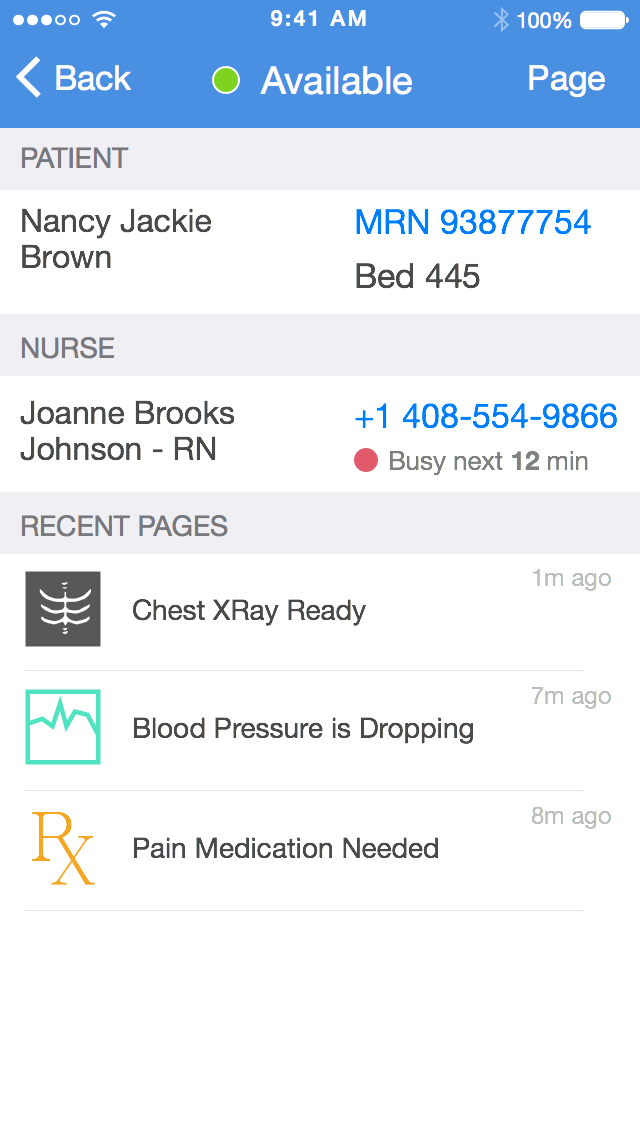 9:41 AM 100%
Back Available Page
PATIENT
Nancy Jackie
Brown
MRN 93877754
Bed 445
NURSE
Joanne Brooks
Johnson - RN
+1 408-554-9866
Busy next 12 min
RECENT PAGES
1m ago
Chest XRay Ready
7m ago
Blood Pressure is Dropping
8m ago
Rx
Pain Medication Needed